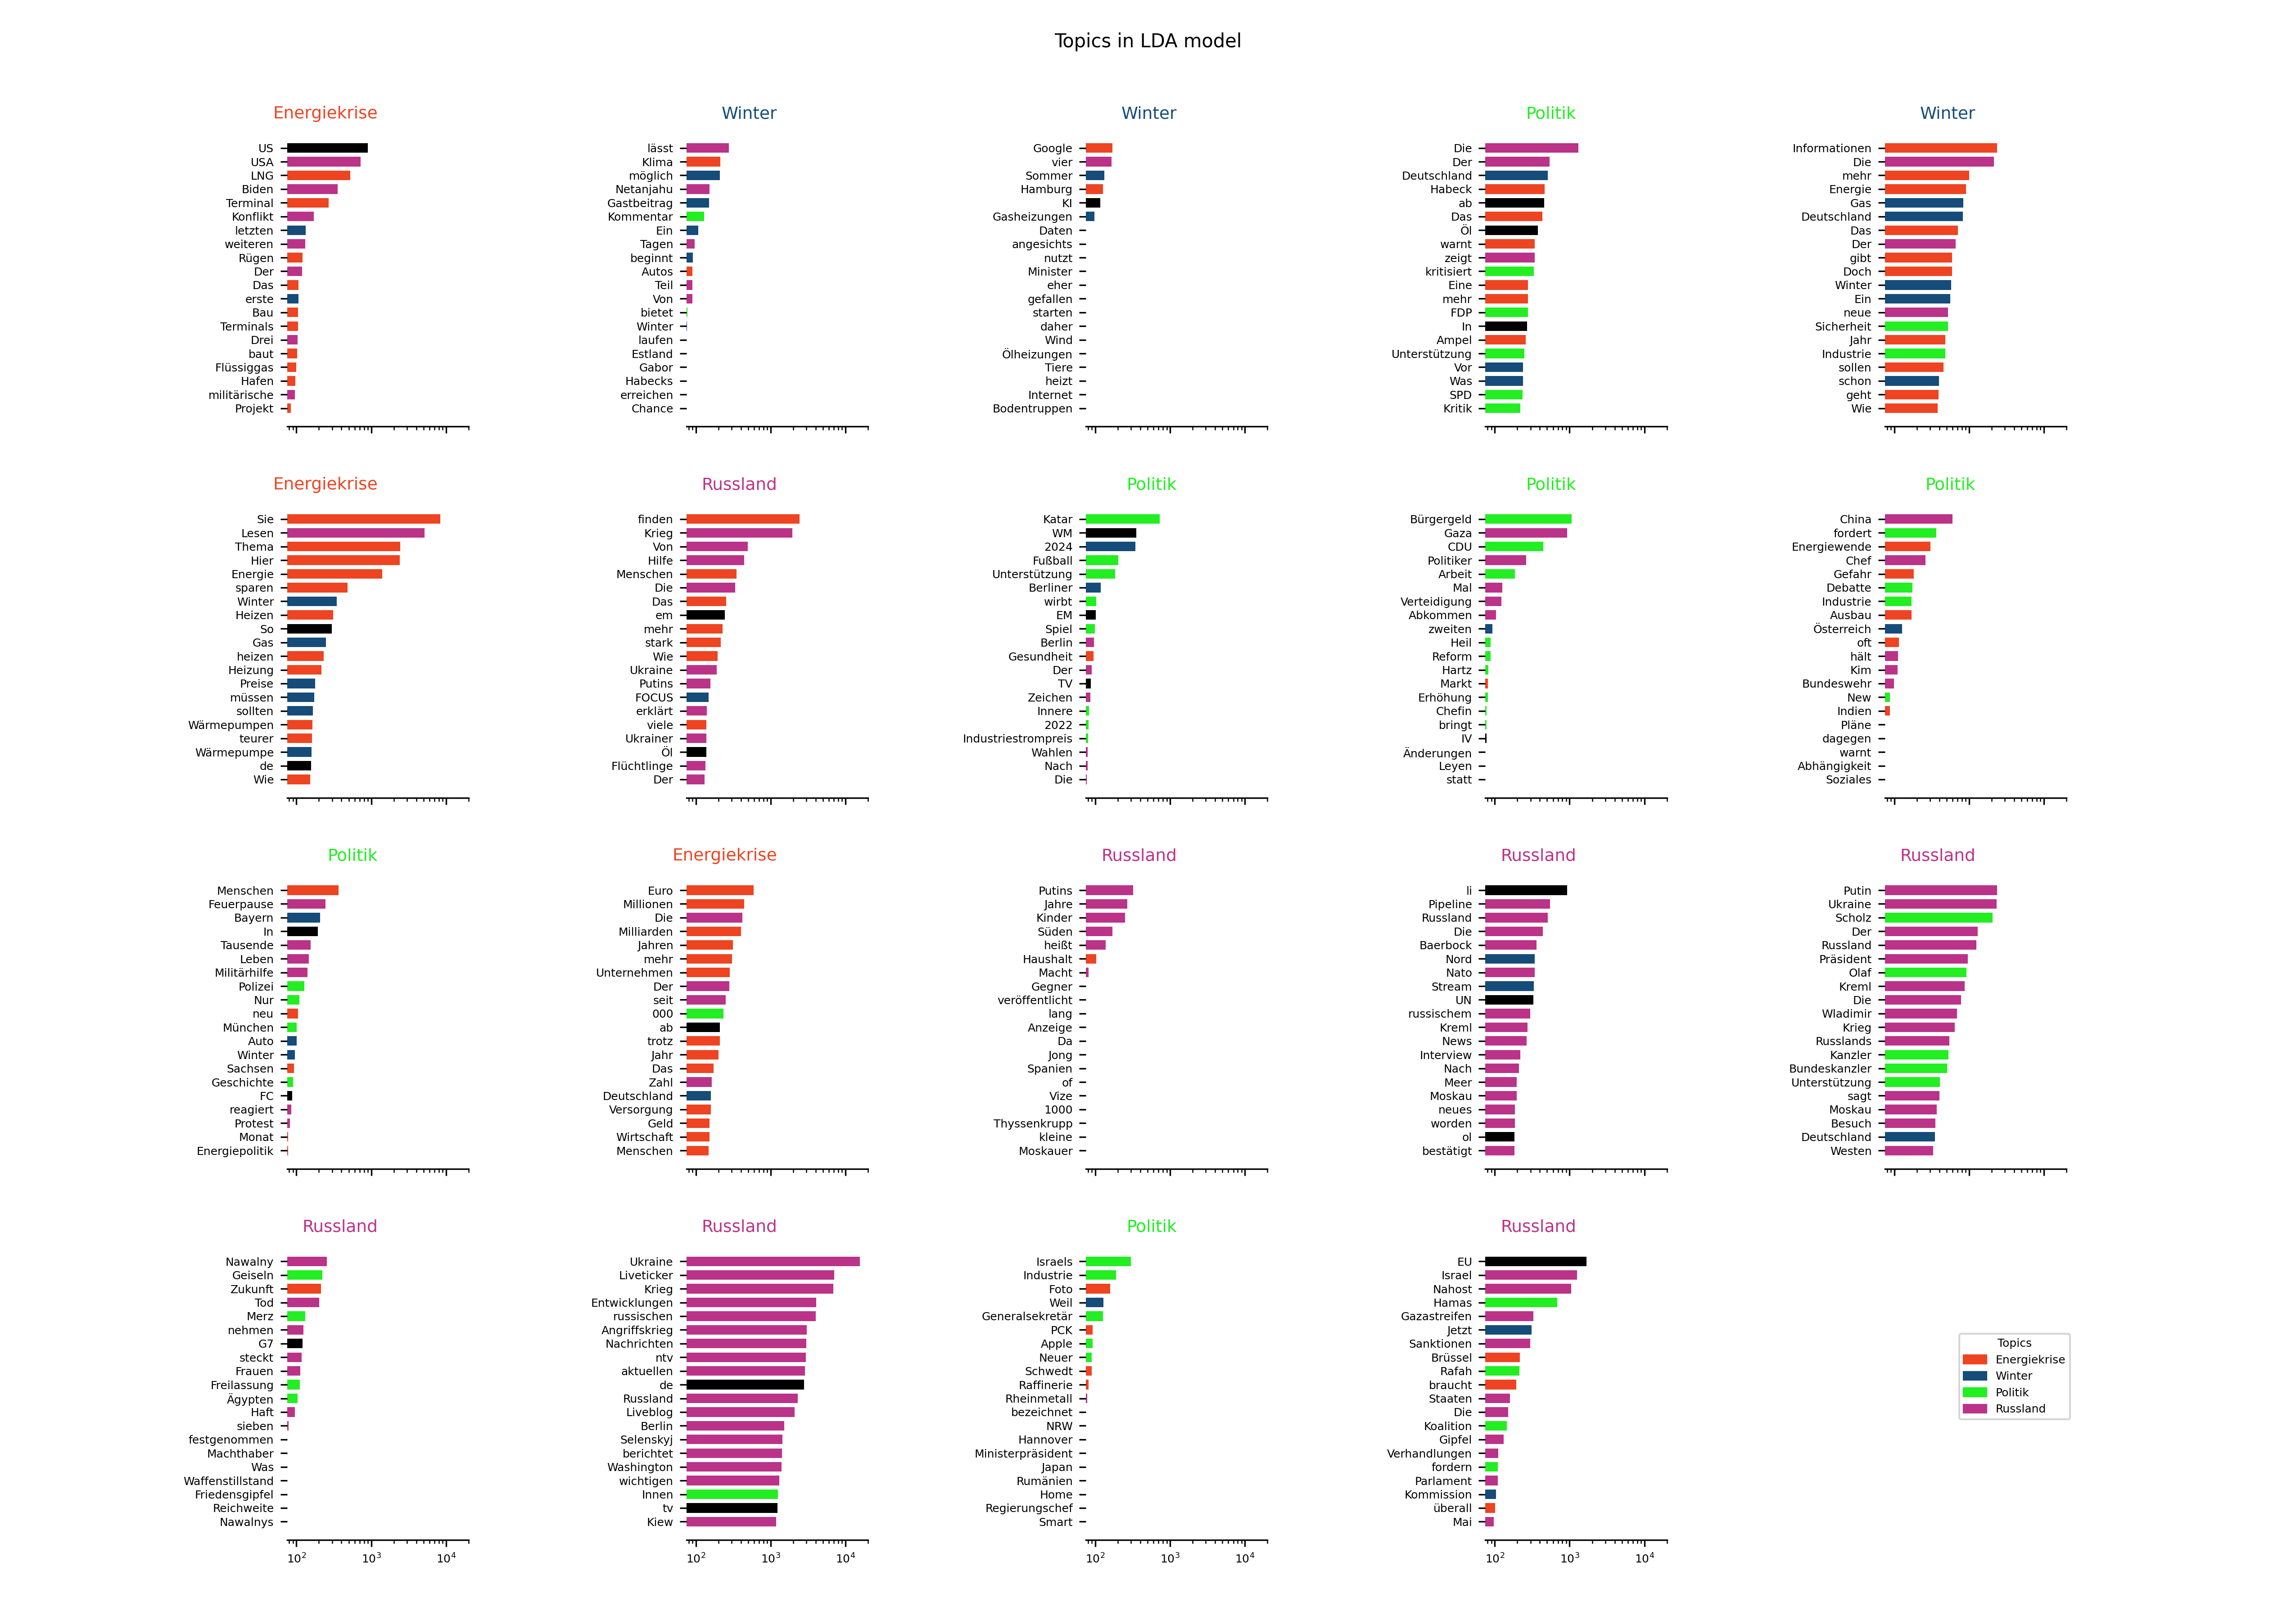 Topics in LDA model
Energiekrise
US
USA
LNG
Biden
Terminal
Konflikt
letzten
weiteren
Rügen
Der
Das
erste
Bau
Terminals
Drei
baut
Flüssiggas
Hafen
militärische
Projekt
Winter
lässt
Klima
möglich
Netanjahu
Gastbeitrag
Kommentar
Ein
Tagen
beginnt
Autos
Teil
Von
bietet
Winter
laufen
Estland
Gabor
Habecks
erreichen
Chance
Winter
Google
vier
Sommer
Hamburg
KI
Gasheizungen
Daten
angesichts
nutzt
Minister
eher
gefallen
starten
daher
Wind
Ölheizungen
Tiere
heizt
Internet
Bodentruppen
Politik
Die
Der
Deutschland
Habeck
ab
Das
Öl
warnt
zeigt
kritisiert
Eine
mehr
FDP
In
Ampel
Unterstützung
Vor
Was
SPD
Kritik
Winter
Informationen
Die
mehr
Energie
Gas
Deutschland
Das
Der
gibt
Doch
Winter
Ein
neue
Sicherheit
Jahr
Industrie
sollen
schon
geht
Wie
Energiekrise
Sie
Lesen
Thema
Hier
Energie
sparen
Winter
Heizen
So
Gas
heizen
Heizung
Preise
müssen
sollten
Wärmepumpen
teurer
Wärmepumpe
de
Wie
Russland
finden
Krieg
Von
Hilfe
Menschen
Die
Das
em
mehr
stark
Wie
Ukraine
Putins
FOCUS
erklärt
viele
Ukrainer
Öl
Flüchtlinge
Der
Politik
Katar
WM
2024
Fußball
Unterstützung
Berliner
wirbt
EM
Spiel
Berlin
Gesundheit
Der
TV
Zeichen
Innere
2022
Industriestrompreis
Wahlen
Nach
Die
Politik
Bürgergeld
Gaza
CDU
Politiker
Arbeit
Mal
Verteidigung
Abkommen
zweiten
Heil
Reform
Hartz
Markt
Erhöhung
Chefin
bringt
IV
Änderungen
Leyen
statt
Politik
China
fordert
Energiewende
Chef
Gefahr
Debatte
Industrie
Ausbau
Österreich
oft
hält
Kim
Bundeswehr
New
Indien
Pläne
dagegen
warnt
Abhängigkeit
Soziales
Politik
Menschen
Feuerpause
Bayern
In
Tausende
Leben
Militärhilfe
Polizei
Nur
neu
München
Auto
Winter
Sachsen
Geschichte
FC
reagiert
Protest
Monat
Energiepolitik
Energiekrise
Euro
Millionen
Die
Milliarden
Jahren
mehr
Unternehmen
Der
seit
000
ab
trotz
Jahr
Das
Zahl
Deutschland
Versorgung
Geld
Wirtschaft
Menschen
Russland
Putins
Jahre
Kinder
Süden
heißt
Haushalt
Macht
Gegner
veröffentlicht
lang
Anzeige
Da
Jong
Spanien
of
Vize
1000
Thyssenkrupp
kleine
Moskauer
Russland
li
Pipeline
Russland
Die
Baerbock
Nord
Nato
Stream
UN
russischem
Kreml
News
Interview
Nach
Meer
Moskau
neues
worden
ol
bestätigt
Russland
Putin
Ukraine
Scholz
Der
Russland
Präsident
Olaf
Kreml
Die
Wladimir
Krieg
Russlands
Kanzler
Bundeskanzler
Unterstützung
sagt
Moskau
Besuch
Deutschland
Westen
Russland
Nawalny
Geiseln
Zukunft
Tod
Merz
nehmen
G7
steckt
Frauen
Freilassung
Ägypten
Haft
sieben
festgenommen
Machthaber
Was
Waffenstillstand
Friedensgipfel
Reichweite
Nawalnys
10² 10³ 10⁴
Russland
Ukraine
Liveticker
Krieg
Entwicklungen
russischen
Angriffskrieg
Nachrichten
ntv
aktuellen
de
Russland
Liveblog
Berlin
Selenskyj
berichtet
Washington
wichtigen
Innen
tv
Kiew
10² 10³ 10⁴
Politik
Israels
Industrie
Foto
Weil
Generalsekretär
PCK
Apple
Neuer
Schwedt
Raffinerie
Rheinmetall
bezeichnet
NRW
Hannover
Ministerpräsident
Japan
Rumänien
Home
Regierungschef
Smart
10² 10³ 10⁴
Russland
EU
Israel
Nahost
Hamas
Gazastreifen
Jetzt
Sanktionen
Brüssel
Rafah
braucht
Staaten
Die
Koalition
Gipfel
Verhandlungen
fordern
Parlament
Kommission
überall
Mai
10² 10³ 10⁴
Topics
Energiekrise
Winter
Politik
Russland